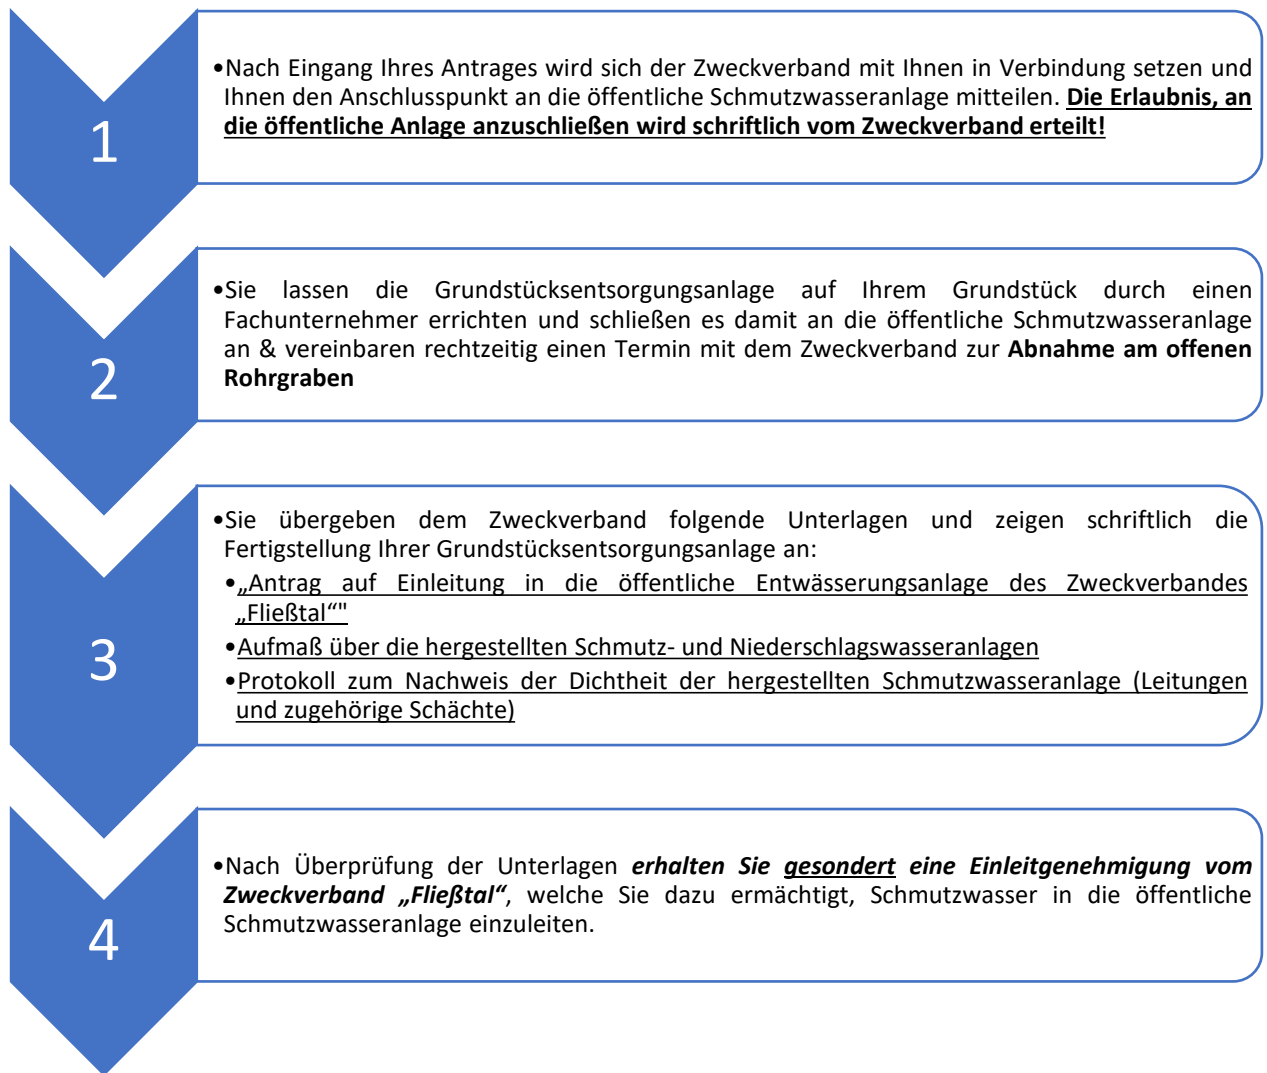 1
•Nach Eingang Ihres Antrages wird sich der Zweckverband mit Ihnen in Verbindung setzen und
Ihnen den Anschlusspunkt an die öffentliche Schmutzwasseranlage mitteilen. Die Erlaubnis, an
die öffentliche Anlage anzuschließen wird schriftlich vom Zweckverband erteilt!
2
•Sie lassen die Grundstücksentsorgungsanlage auf Ihrem Grundstück durch einen
Fachunternehmer errichten und schließen es damit an die öffentliche Schmutzwasseranlage
an & vereinbaren rechtzeitig einen Termin mit dem Zweckverband zur Abnahme am offenen
Rohrgraben
3
•Sie übergeben dem Zweckverband folgende Unterlagen und zeigen schriftlich die
Fertigstellung Ihrer Grundstücksentsorgungsanlage an:
•„Antrag auf Einleitung in die öffentliche Entwässerungsanlage des Zweckverbandes
„Fließtal“"
•Aufmaß über die hergestellten Schmutz- und Niederschlagswasseranlagen
•Protokoll zum Nachweis der Dichtheit der hergestellten Schmutzwasseranlage (Leitungen
und zugehörige Schächte)
4
•Nach Überprüfung der Unterlagen erhalten Sie gesondert eine Einleitgenehmigung vom
Zweckverband „Fließtal“, welche Sie dazu ermächtigt, Schmutzwasser in die öffentliche
Schmutzwasseranlage einzuleiten.